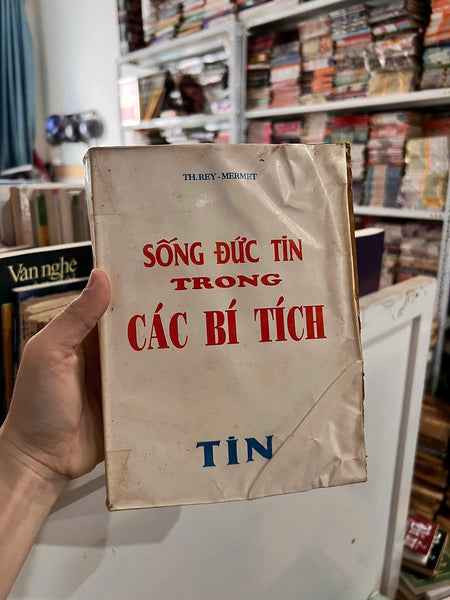 TH. REY - MERMET
SỐNG ĐỨC TIN
TRONG
CÁC BÍ TÍCH
TIN
Văn nghệ